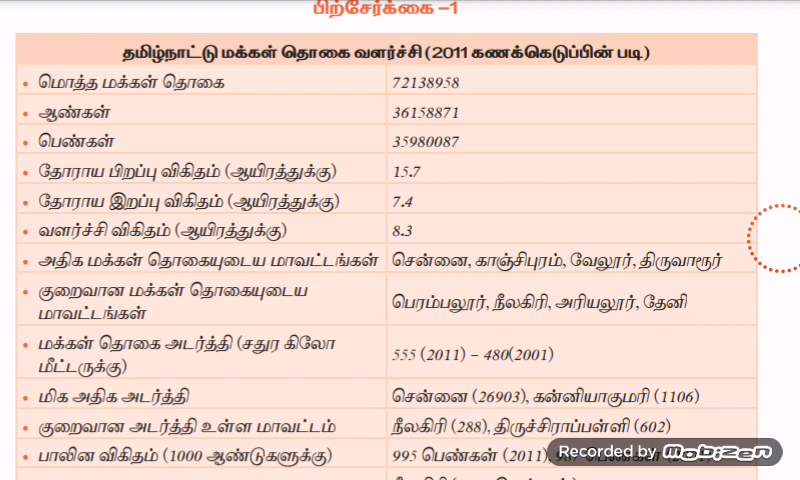 பிற்சேர்க்கை –1
தமிழ்நாட்டு மக்கள் தொகை வளர்ச்சி (2011 கணக்கெடுப்பின் படி)
• மொத்த மக்கள் தொகை 72138958
• ஆண்கள் 36158871
• பெண்கள் 35980087
• தோராய பிறப்பு விகிதம் (ஆயிரத்துக்கு) 15.7
• தோராய இறப்பு விகிதம் (ஆயிரத்துக்கு) 7.4
• வளர்ச்சி விகிதம் (ஆயிரத்துக்கு) 8.3
• அதிக மக்கள் தொகையுடைய மாவட்டங்கள் சென்னை, காஞ்சிபுரம், வேலூர், திருவாரூர்
• குறைவான மக்கள் தொகையுடைய
மாவட்டங்கள்
பெரம்பலூர், நீலகிரி, அரியலூர், தேனி
• மக்கள் தொகை அடர்த்தி (சதுர கிலோ
மீட்டருக்கு)
555 (2011) – 480(2001)
• மிக அதிக அடர்த்தி சென்னை (26903), கன்னியாகுமரி (1106)
• குறைவான அடர்த்தி உள்ள மாவட்டம் நீலகிரி (288), திருச்சிராப்பள்ளி (602)
• பாலின விகிதம் (1000 ஆண்டுகளுக்கு) 995 பெண்கள் (2011),
Recorded by Mobizen